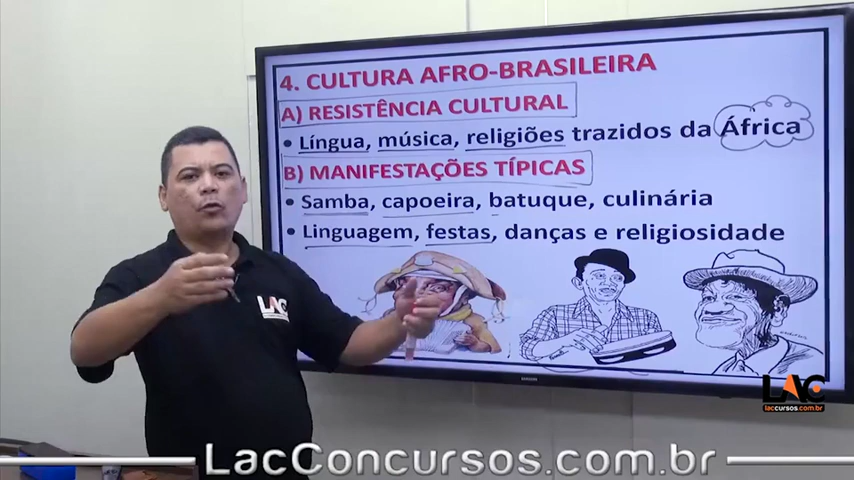 4. CULTURA AFRO-BRASILEIRA
A) RESISTÊNCIA CULTURAL
• Língua, música, religiões trazidos da África
B) MANIFESTAÇÕES TÍPICAS
• Samba, capoeira, batuque, culinária
• Linguagem, festas, danças e religiosidade
LAC
LAC
laccursos.com.br
LacConcursos.com.br